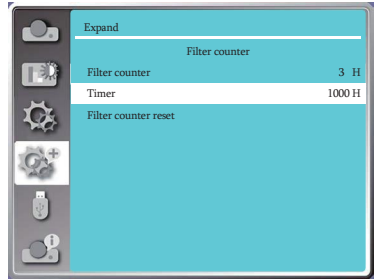 Expand
Filter counter
Filter counter 3 H
Timer 1000 H
Filter counter reset